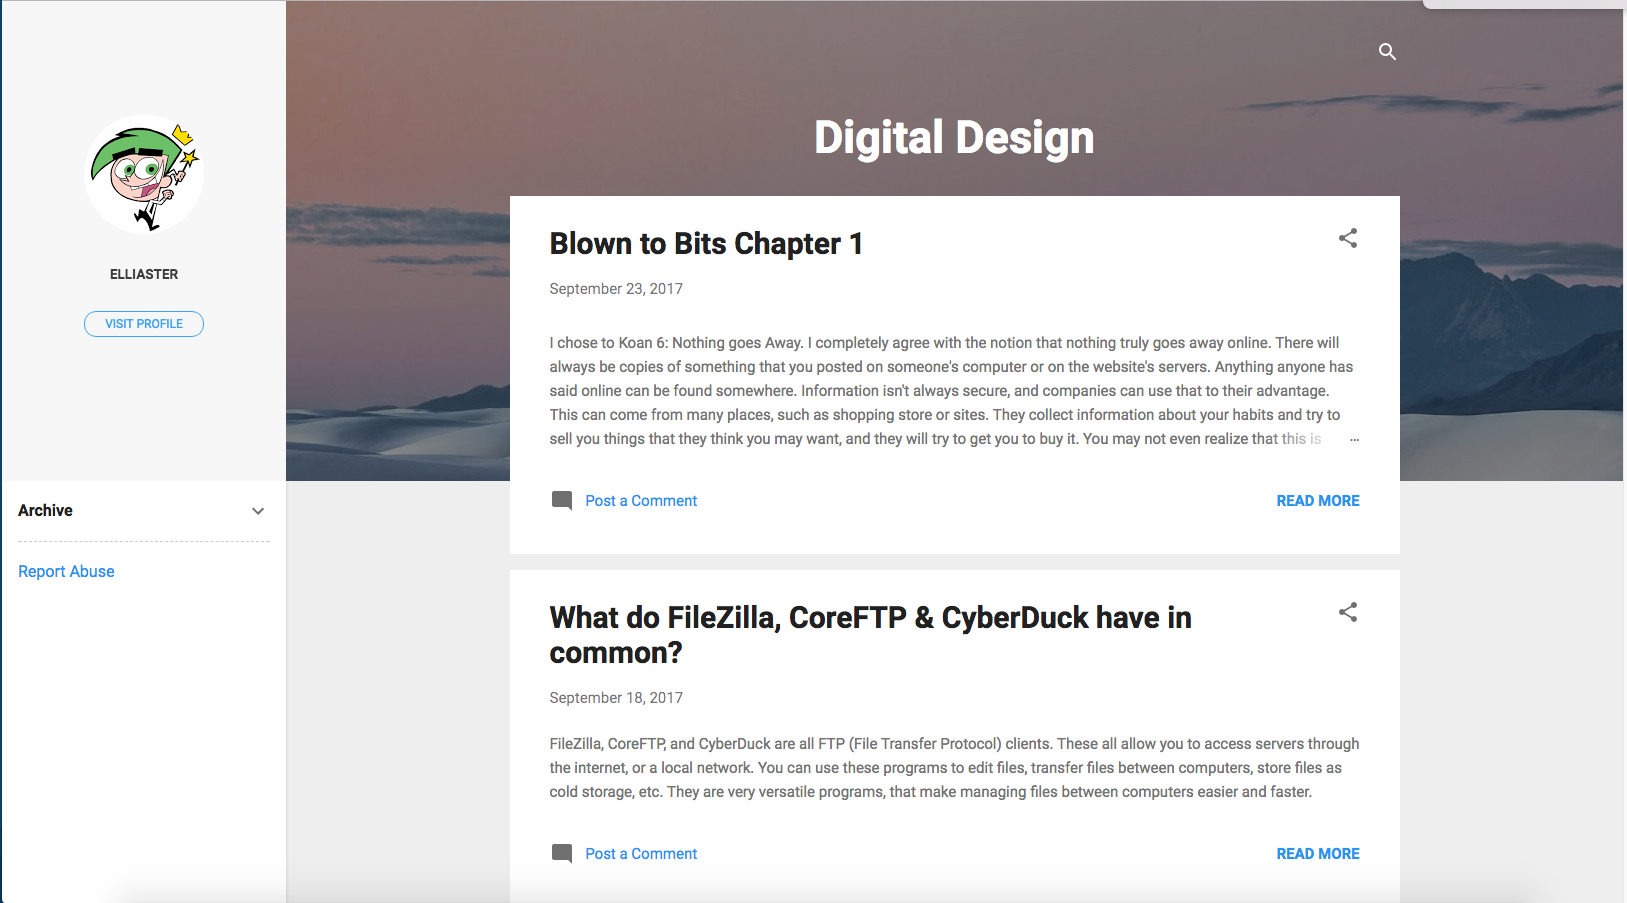 Digital Design
ELLIASTER
VISIT PROFILE
Archive
Report Abuse
Blown to Bits Chapter 1
September 23, 2017
I chose to Koan 6: Nothing goes Away. I completely agree with the notion that nothing truly goes away online. There will
always be copies of something that you posted on someone's computer or on the website's servers. Anything anyone has
said online can be found somewhere. Information isn't always secure, and companies can use that to their advantage.
This can come from many places, such as shopping store or sites. They collect information about your habits and try to
sell you things that they think you may want, and they will try to get you to buy it. You may not even realize that this is ...
Post a Comment
READ MORE
What do FileZilla, CoreFTP & CyberDuck have in
common?
September 18, 2017
FileZilla, CoreFTP, and CyberDuck are all FTP (File Transfer Protocol) clients. These all allow you to access servers through
the internet, or a local network. You can use these programs to edit files, transfer files between computers, store files as
cold storage, etc. They are very versatile programs, that make managing files between computers easier and faster.
Post a Comment
READ MORE